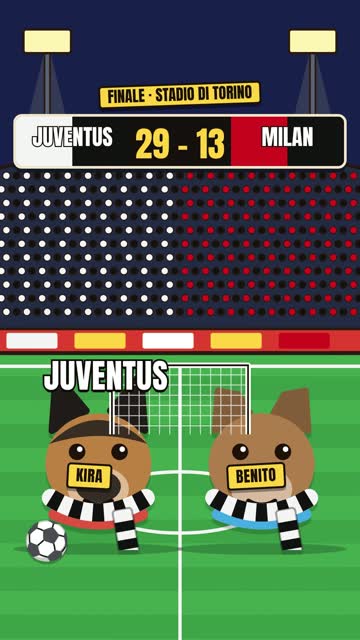 FINALE · STADIO DI TORINO
JUVENTUS 29 - 13 MILAN
JUVENTUS
KIRA
BENITO